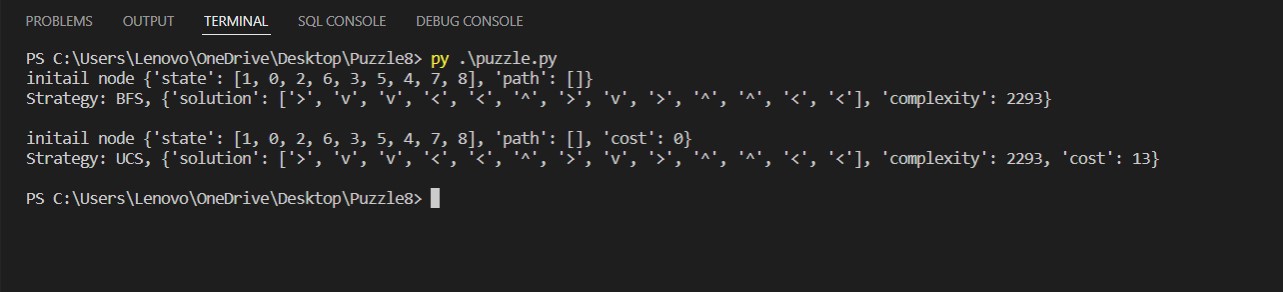 PROBLEMS OUTPUT TERMINAL SQL CONSOLE DEBUG CONSOLE
PS C:\Users\Lenovo\OneDrive\Desktop\Puzzle8> py .\puzzle.py
initail node {'state': [1, 0, 2, 6, 3, 5, 4, 7, 8], 'path': []}
Strategy: BFS, {'solution': ['>', 'v', 'v', '<', '<', '^', '>', 'v', '>', '^', '^', '<', '<'], 'complexity': 2293}
initail node {'state': [1, 0, 2, 6, 3, 5, 4, 7, 8], 'path': [], 'cost': 0}
Strategy: UCS, {'solution': ['>', 'v', 'v', '<', '<', '^', '>', 'v', '>', '^', '^', '<', '<'], 'complexity': 2293, 'cost': 13}
PS C:\Users\Lenovo\OneDrive\Desktop\Puzzle8>